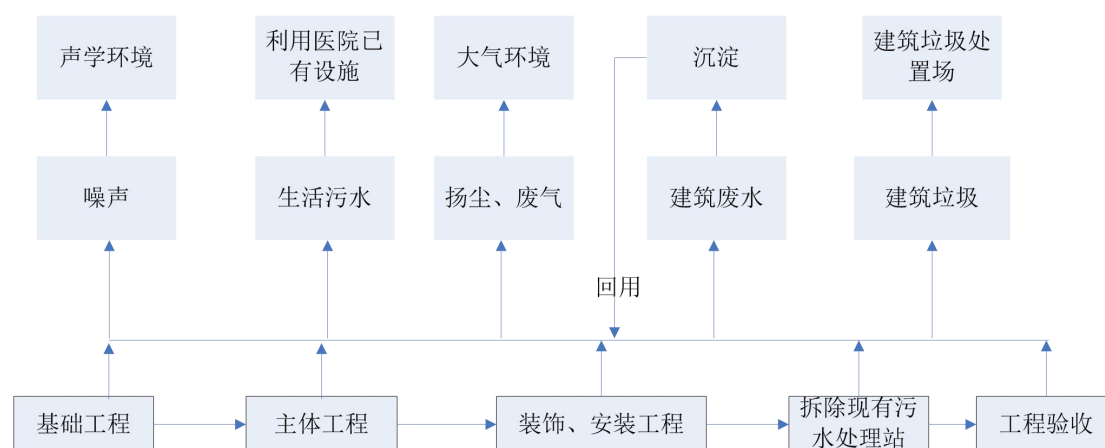 声学环境
利用医院已
有设施
大气环境
沉淀
建筑垃圾处
置场
噪声
生活污水
扬尘、废气
建筑废水
建筑垃圾
回用
基础工程
主体工程
装饰、安装工程
拆除现有污
水处理站
工程验收